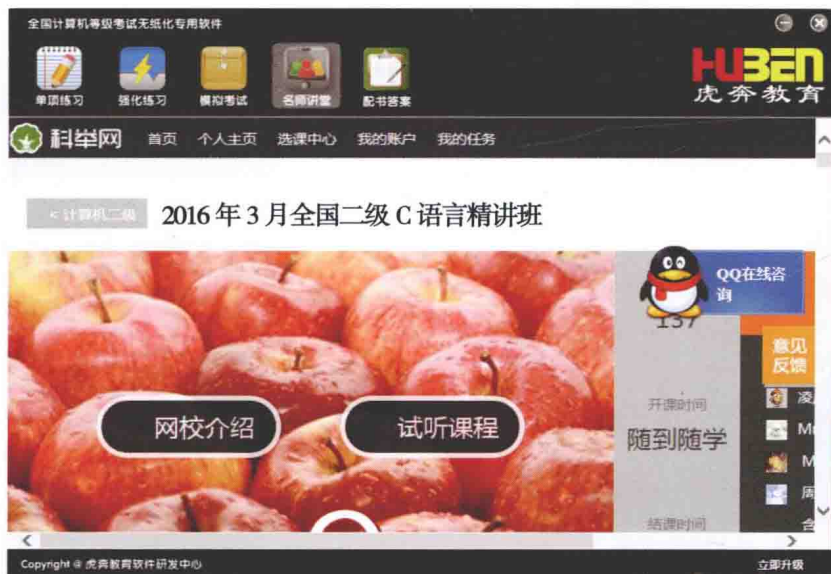 全国计算机等级考试无纸化专用软件
单项练习 强化练习 模拟考试 名师讲堂 配书答案
HUBEN
虎奔教育
科举网 首页 个人主页 选课中心 我的账户 我的任务
< 计算机二级 2016 年 3 月全国二级 C 语言精讲班
QQ在线咨
询
137
意见
反馈
开课时间
随到随学
网校介绍 试听课程
凌
M
M
周
结课时间
Copyright @ 虎奔教育软件研发中心 立即升级